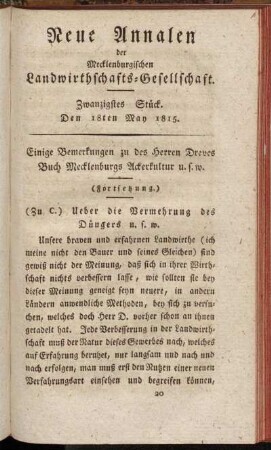 Neue Annalen
der
Mecklenburgischen
Landwirthschafts-Gesellschaft.
Zwanzigstes Stück.
Den 18ten May 1815.
Einige Bemerkungen zu des Herren Dreves
Buch Mecklenburgs Ackerkultur u. s. w.
(Fortsetzung.)
(Zu C.) Ueber die Vermehrung des
Düngers u. s. w.
Unsere braven und erfahrenen Landwirthe (ich
meine nicht den Bauer und seines Gleichen) sind
gewiß nicht der Meinung, daß sich in ihrer Wirth-
schaft nichts verbessern lasse, wie sollten sie bey
dieser Meinung geneigt seyn neuere, in andern
Ländern anwendliche Methoden, bey sich zu versu-
chen, welches doch Herr D. vorher schon an ihnen
getadelt hat. Jede Verbesserung in der Landwirth-
schaft muß der Natur dieses Gewerbes nach, welches
auf Erfahrung beruhet, nur langsam und nach und
nach erfolgen, man muß erst den Nutzen einer neuen
Verfahrungsart einsehen und begreifen können,
20